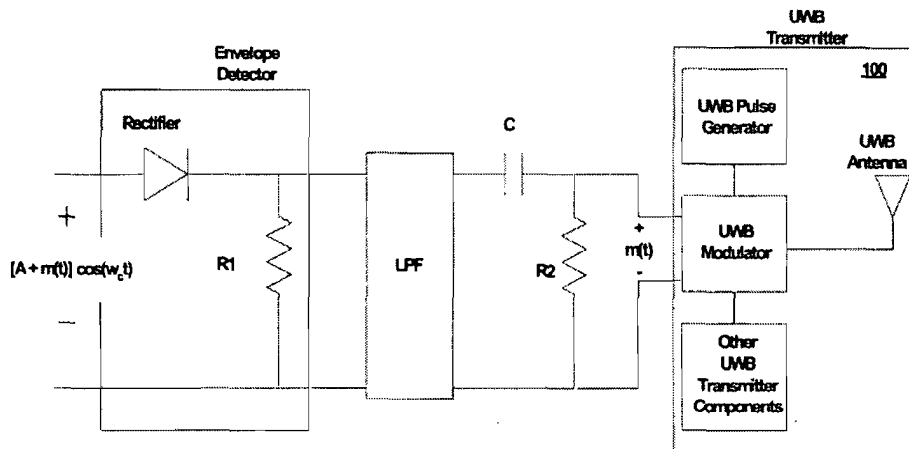 UWB
Transmitter
100
Envelope
Detector
Rectifier
R1
+
[A + m(t)] cos(w_c t)
−
LPF
C
R2
+
m(t)
-
UWB Pulse
Generator
UWB
Modulator
Other
UWB
Transmitter
Components
UWB
Antenna